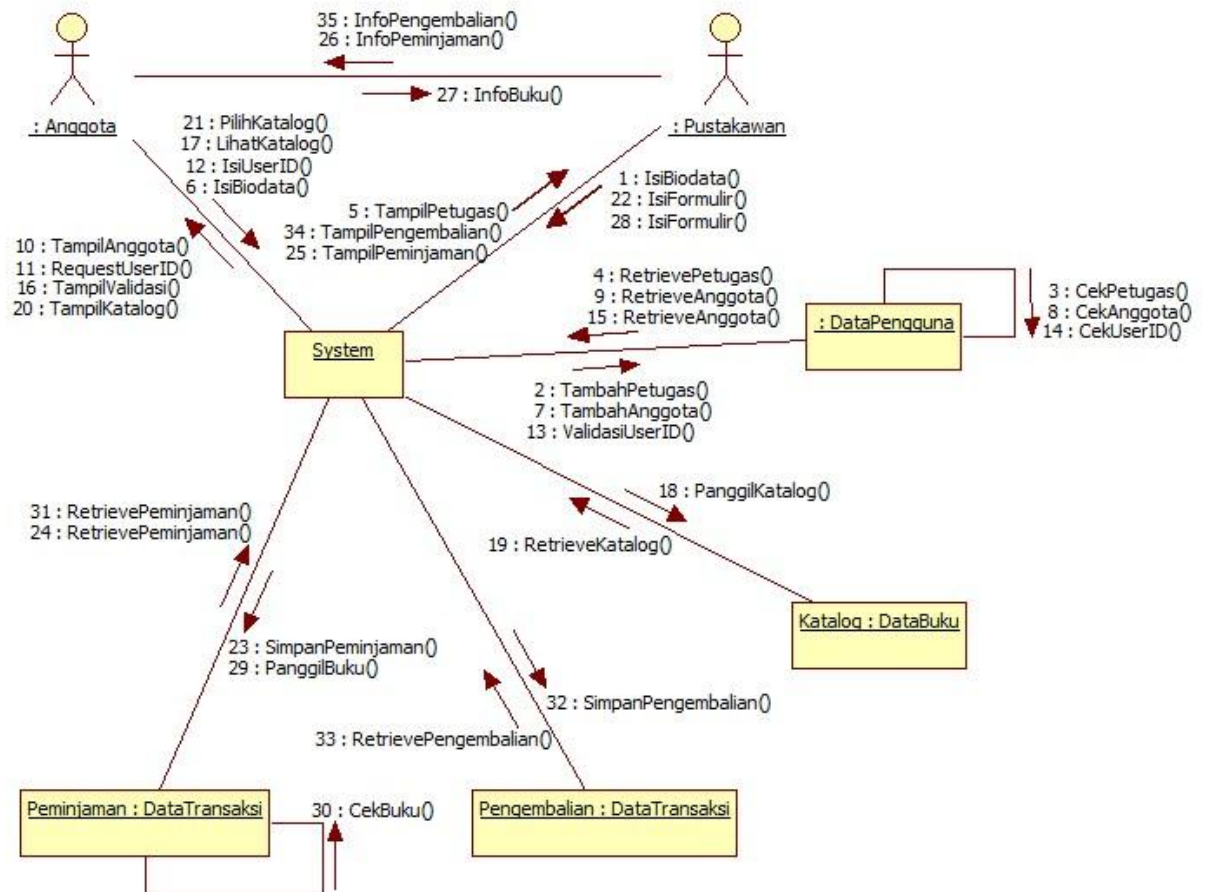 35 : InfoPengembalian()
26 : InfoPeminjaman()
27 : InfoBuku()
: Anggota
: Pustakawan
21 : PilihKatalog()
17 : LihatKatalog()
12 : IsiUserID()
6 : IsiBiodata()
1 : IsiBiodata()
22 : IsiFormulir()
28 : IsiFormulir()
5 : TampilPetugas()
34 : TampilPengembalian()
25 : TampilPeminjaman()
10 : TampilAnggota()
11 : RequestUserID()
16 : TampilValidasi()
20 : TampilKatalog()
4 : RetrievePetugas()
9 : RetrieveAnggota()
15 : RetrieveAnggota()
: DataPengguna
3 : CekPetugas()
8 : CekAnggota()
14 : CekUserID()
System
2 : TambahPetugas()
7 : TambahAnggota()
13 : ValidasiUserID()
18 : PanggilKatalog()
31 : RetrievePeminjaman()
24 : RetrievePeminjaman()
19 : RetrieveKatalog()
Katalog : DataBuku
23 : SimpanPeminjaman()
29 : PanggilBuku()
32 : SimpanPengembalian()
33 : RetrievePengembalian()
Peminjaman : DataTransaksi
30 : CekBuku()
Pengembalian : DataTransaksi